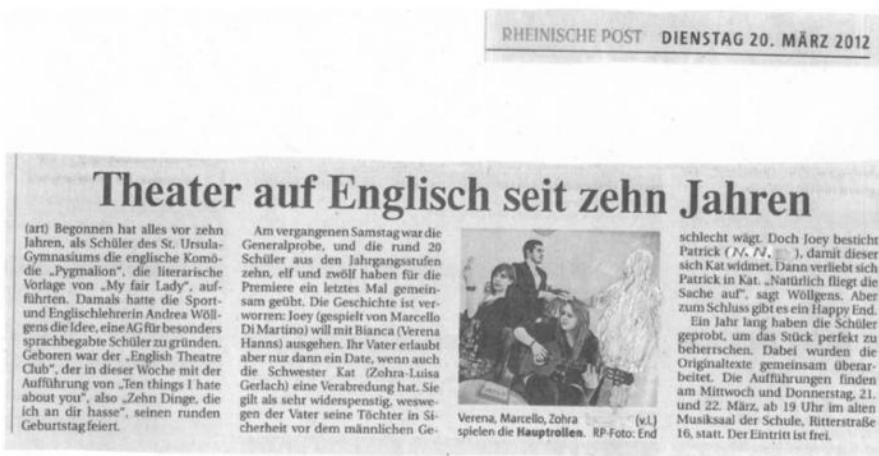 RHEINISCHE POST DIENSTAG 20. MÄRZ 2012
Theater auf Englisch seit zehn Jahren
(art) Begonnen hat alles vor zehn
Jahren, als Schüler des St. Ursula-
Gymnasiums die englische Komö-
die „Pygmalion“, die literarische
Vorlage von „My fair Lady“, auf-
führten. Damals hatte die Sport-
und Englischlehrerin Andrea Wöll-
gens die Idee, eine AG für besonders
sprachbegabte Schüler zu gründen.
Geboren war der „English Theatre
Club“, der in dieser Woche mit der
Aufführung von „Ten things I hate
about you“, also „Zehn Dinge, die
ich an dir hasse“, seinen runden
Geburtstag feiert.
Am vergangenen Samstag war die
Generalprobe, und die rund 20
Schüler aus den Jahrgangsstufen
zehn, elf und zwölf haben für die
Premiere ein letztes Mal gemein-
sam geübt. Die Geschichte ist ver-
worren: Joey (gespielt von Marcello
Di Martino) will mit Bianca (Verena
Hanns) ausgehen. Ihr Vater erlaubt
aber nur dann ein Date, wenn auch
die Schwester Kat (Zohra-Luisa
Gerlach) eine Verabredung hat. Sie
gilt als sehr widerspenstig, weswe-
gen der Vater seine Töchter in Si-
cherheit vor dem männlichen Ge-
Verena, Marcello, Zohra (v.l.)
spielen die Hauptrollen. RP-Foto: End
schlecht wägt. Doch Joey besticht
Patrick (N. N. ), damit dieser
sich Kat widmet. Dann verliebt sich
Patrick in Kat. „Natürlich fliegt die
Sache auf“, sagt Wöllgens. Aber
zum Schluss gibt es ein Happy End.
Ein Jahr lang haben die Schüler
geprobt, um das Stück perfekt zu
beherrschen. Dabei wurden die
Originaltexte gemeinsam überar-
beitet. Die Aufführungen finden
am Mittwoch und Donnerstag, 21.
und 22. März, ab 19 Uhr im alten
Musiksaal der Schule, Ritterstraße
16, statt. Der Eintritt ist frei.